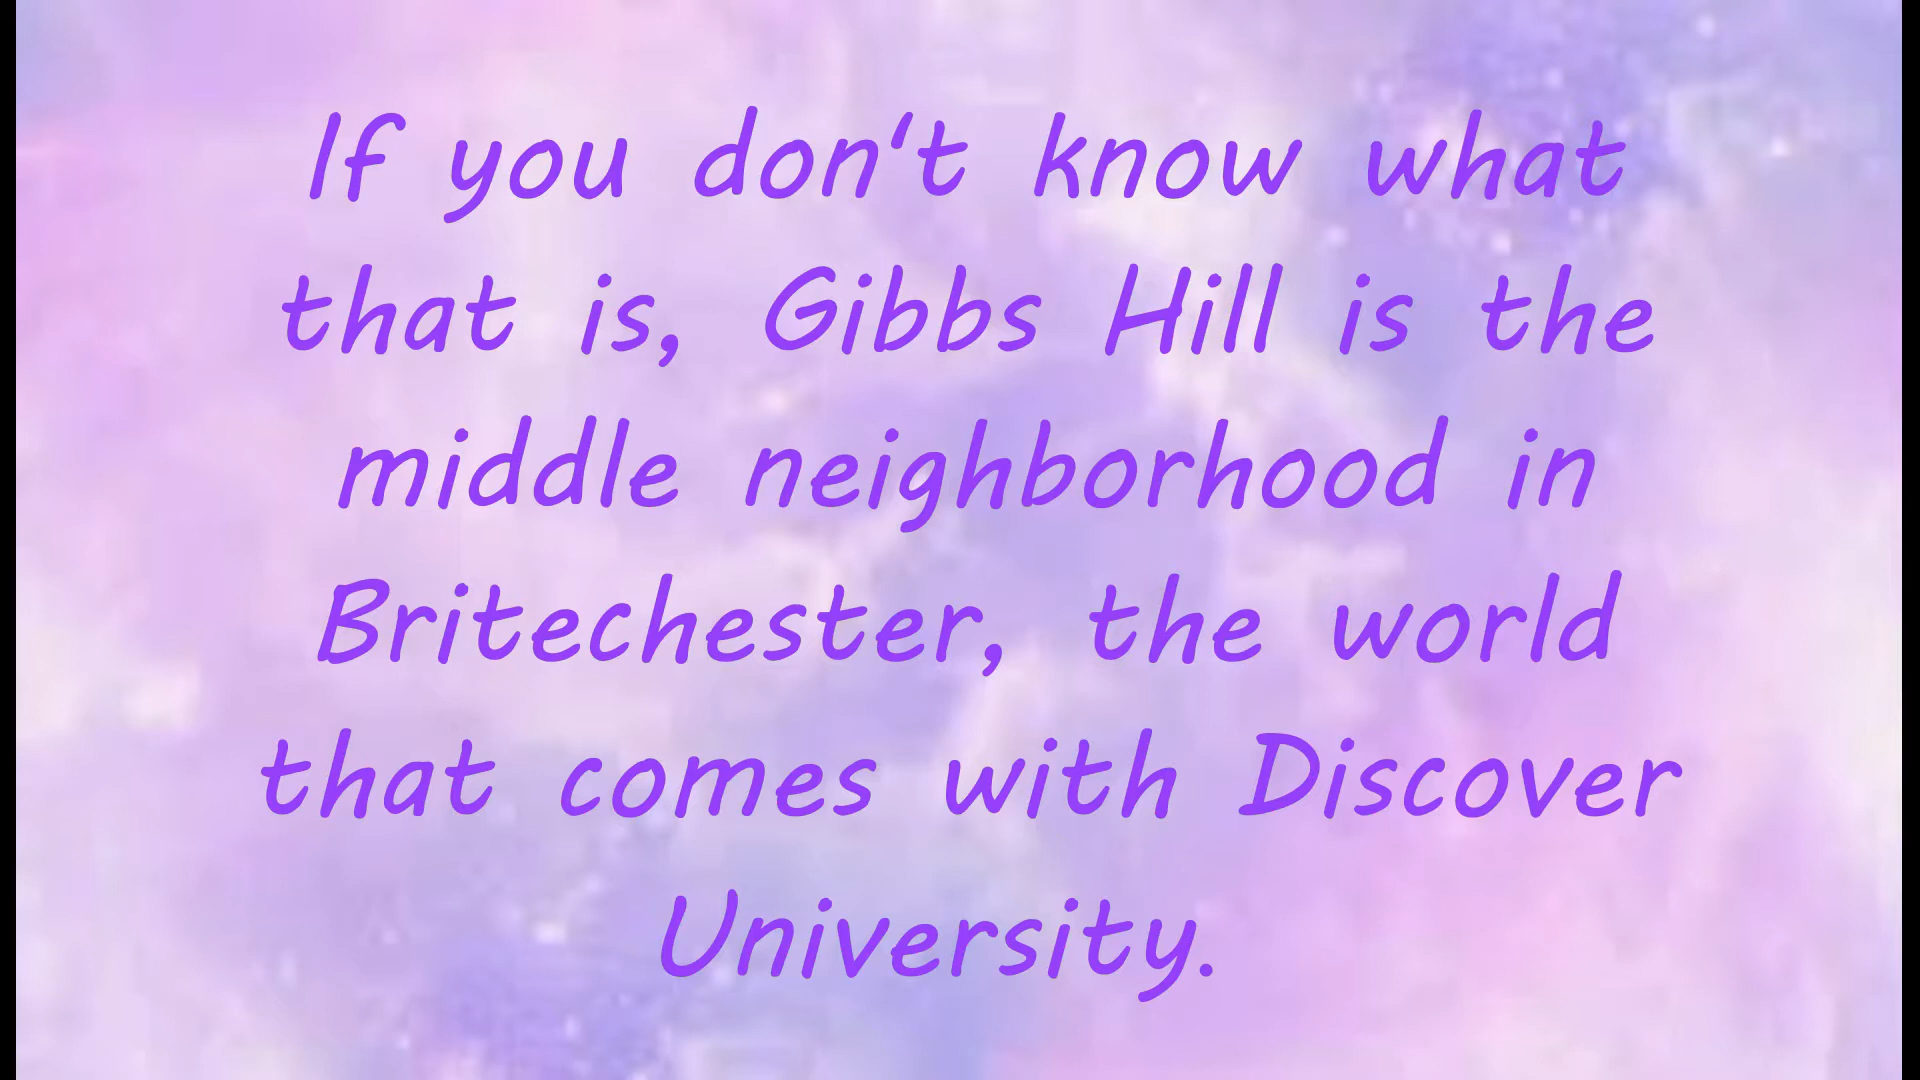 If you don't know what
that is, Gibbs Hill is the
middle neighborhood in
Britechester, the world
that comes with Discover
University.